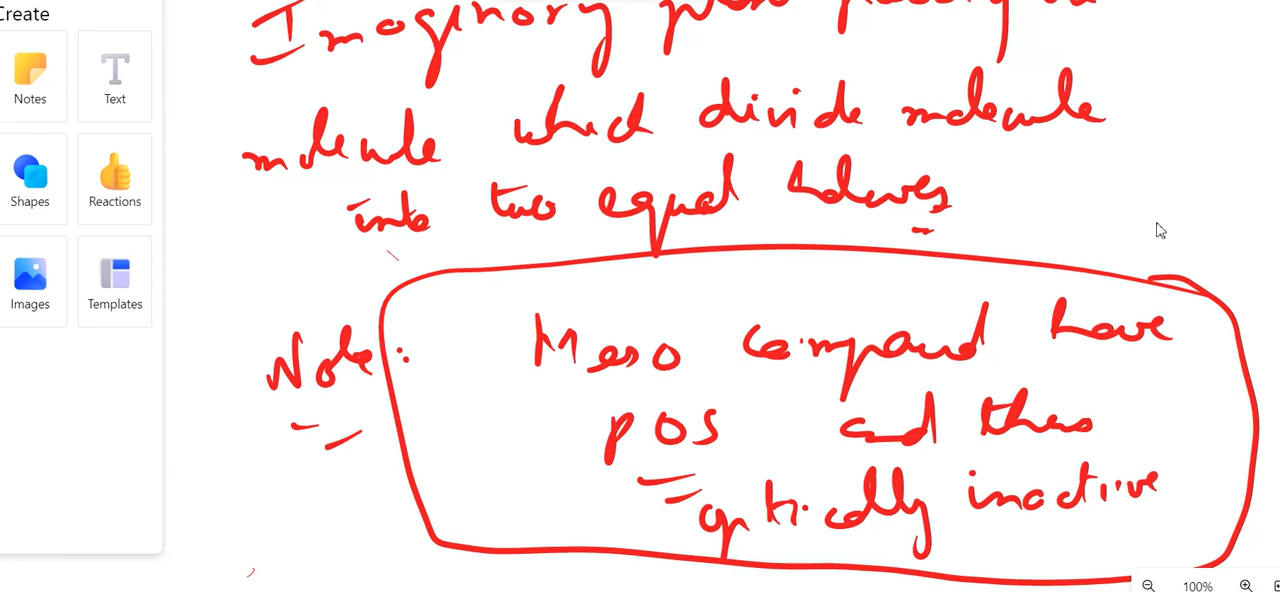 Create
Notes
Text
Shapes
Reactions
Images
Templates
Imaginary
molecule which divide molecule
into two equal halves
Note: Meso compound have
POS and thus
optically inactive
100%